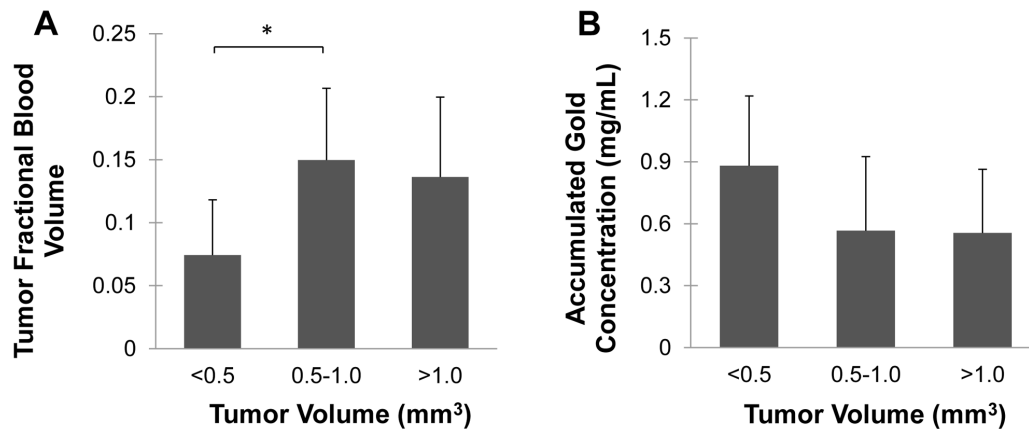 A
Tumor Fractional Blood
Volume
0.25
0.2
0.15
0.1
0.05
0
*
<0.5
0.5-1.0
>1.0
Tumor Volume (mm³)
B
Accumulated Gold
Concentration (mg/mL)
1.5
1.2
0.9
0.6
0.3
0
<0.5
0.5-1.0
>1.0
Tumor Volume (mm³)